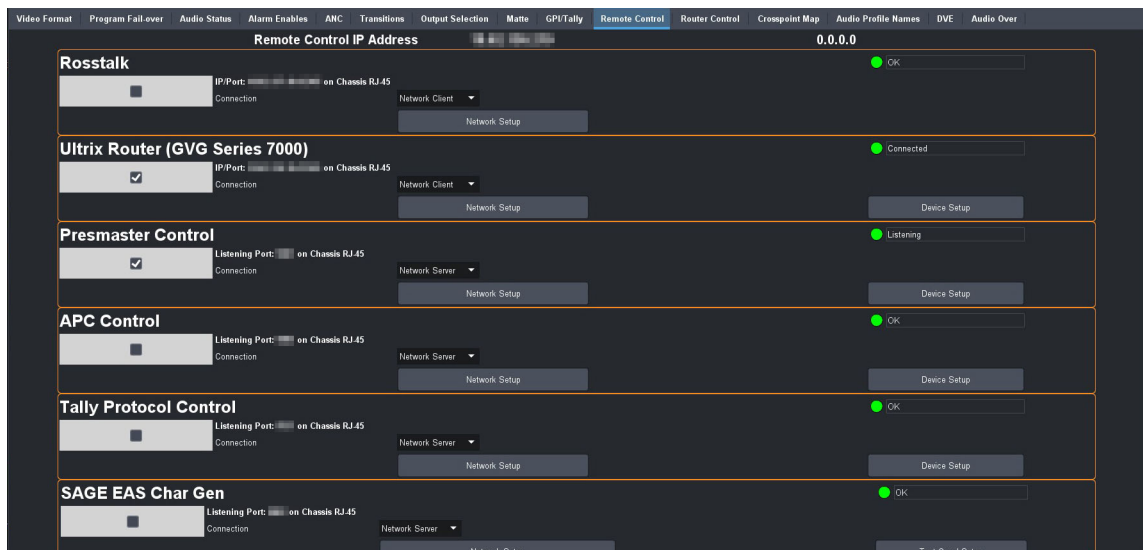 Video Format Program Fail-over Audio Status Alarm Enables ANC Transitions Output Selection Matte GPI/Tally Remote Control Router Control Crosspoint Map Audio Profile Names DVE Audio Over
Remote Control IP Address 0.0.0.0
Rosstalk OK
IP/Port: on Chassis RJ-45
Connection Network Client
Network Setup
Ultrix Router (GVG Series 7000) Connected
IP/Port: on Chassis RJ-45
Connection Network Client
Network Setup Device Setup
Presmaster Control Listening
Listening Port: on Chassis RJ-45
Connection Network Server
Network Setup Device Setup
APC Control OK
Listening Port: on Chassis RJ-45
Connection Network Server
Network Setup Device Setup
Tally Protocol Control OK
Listening Port: on Chassis RJ-45
Connection Network Server
Network Setup Device Setup
SAGE EAS Char Gen OK
Listening Port: on Chassis RJ-45
Connection Network Server